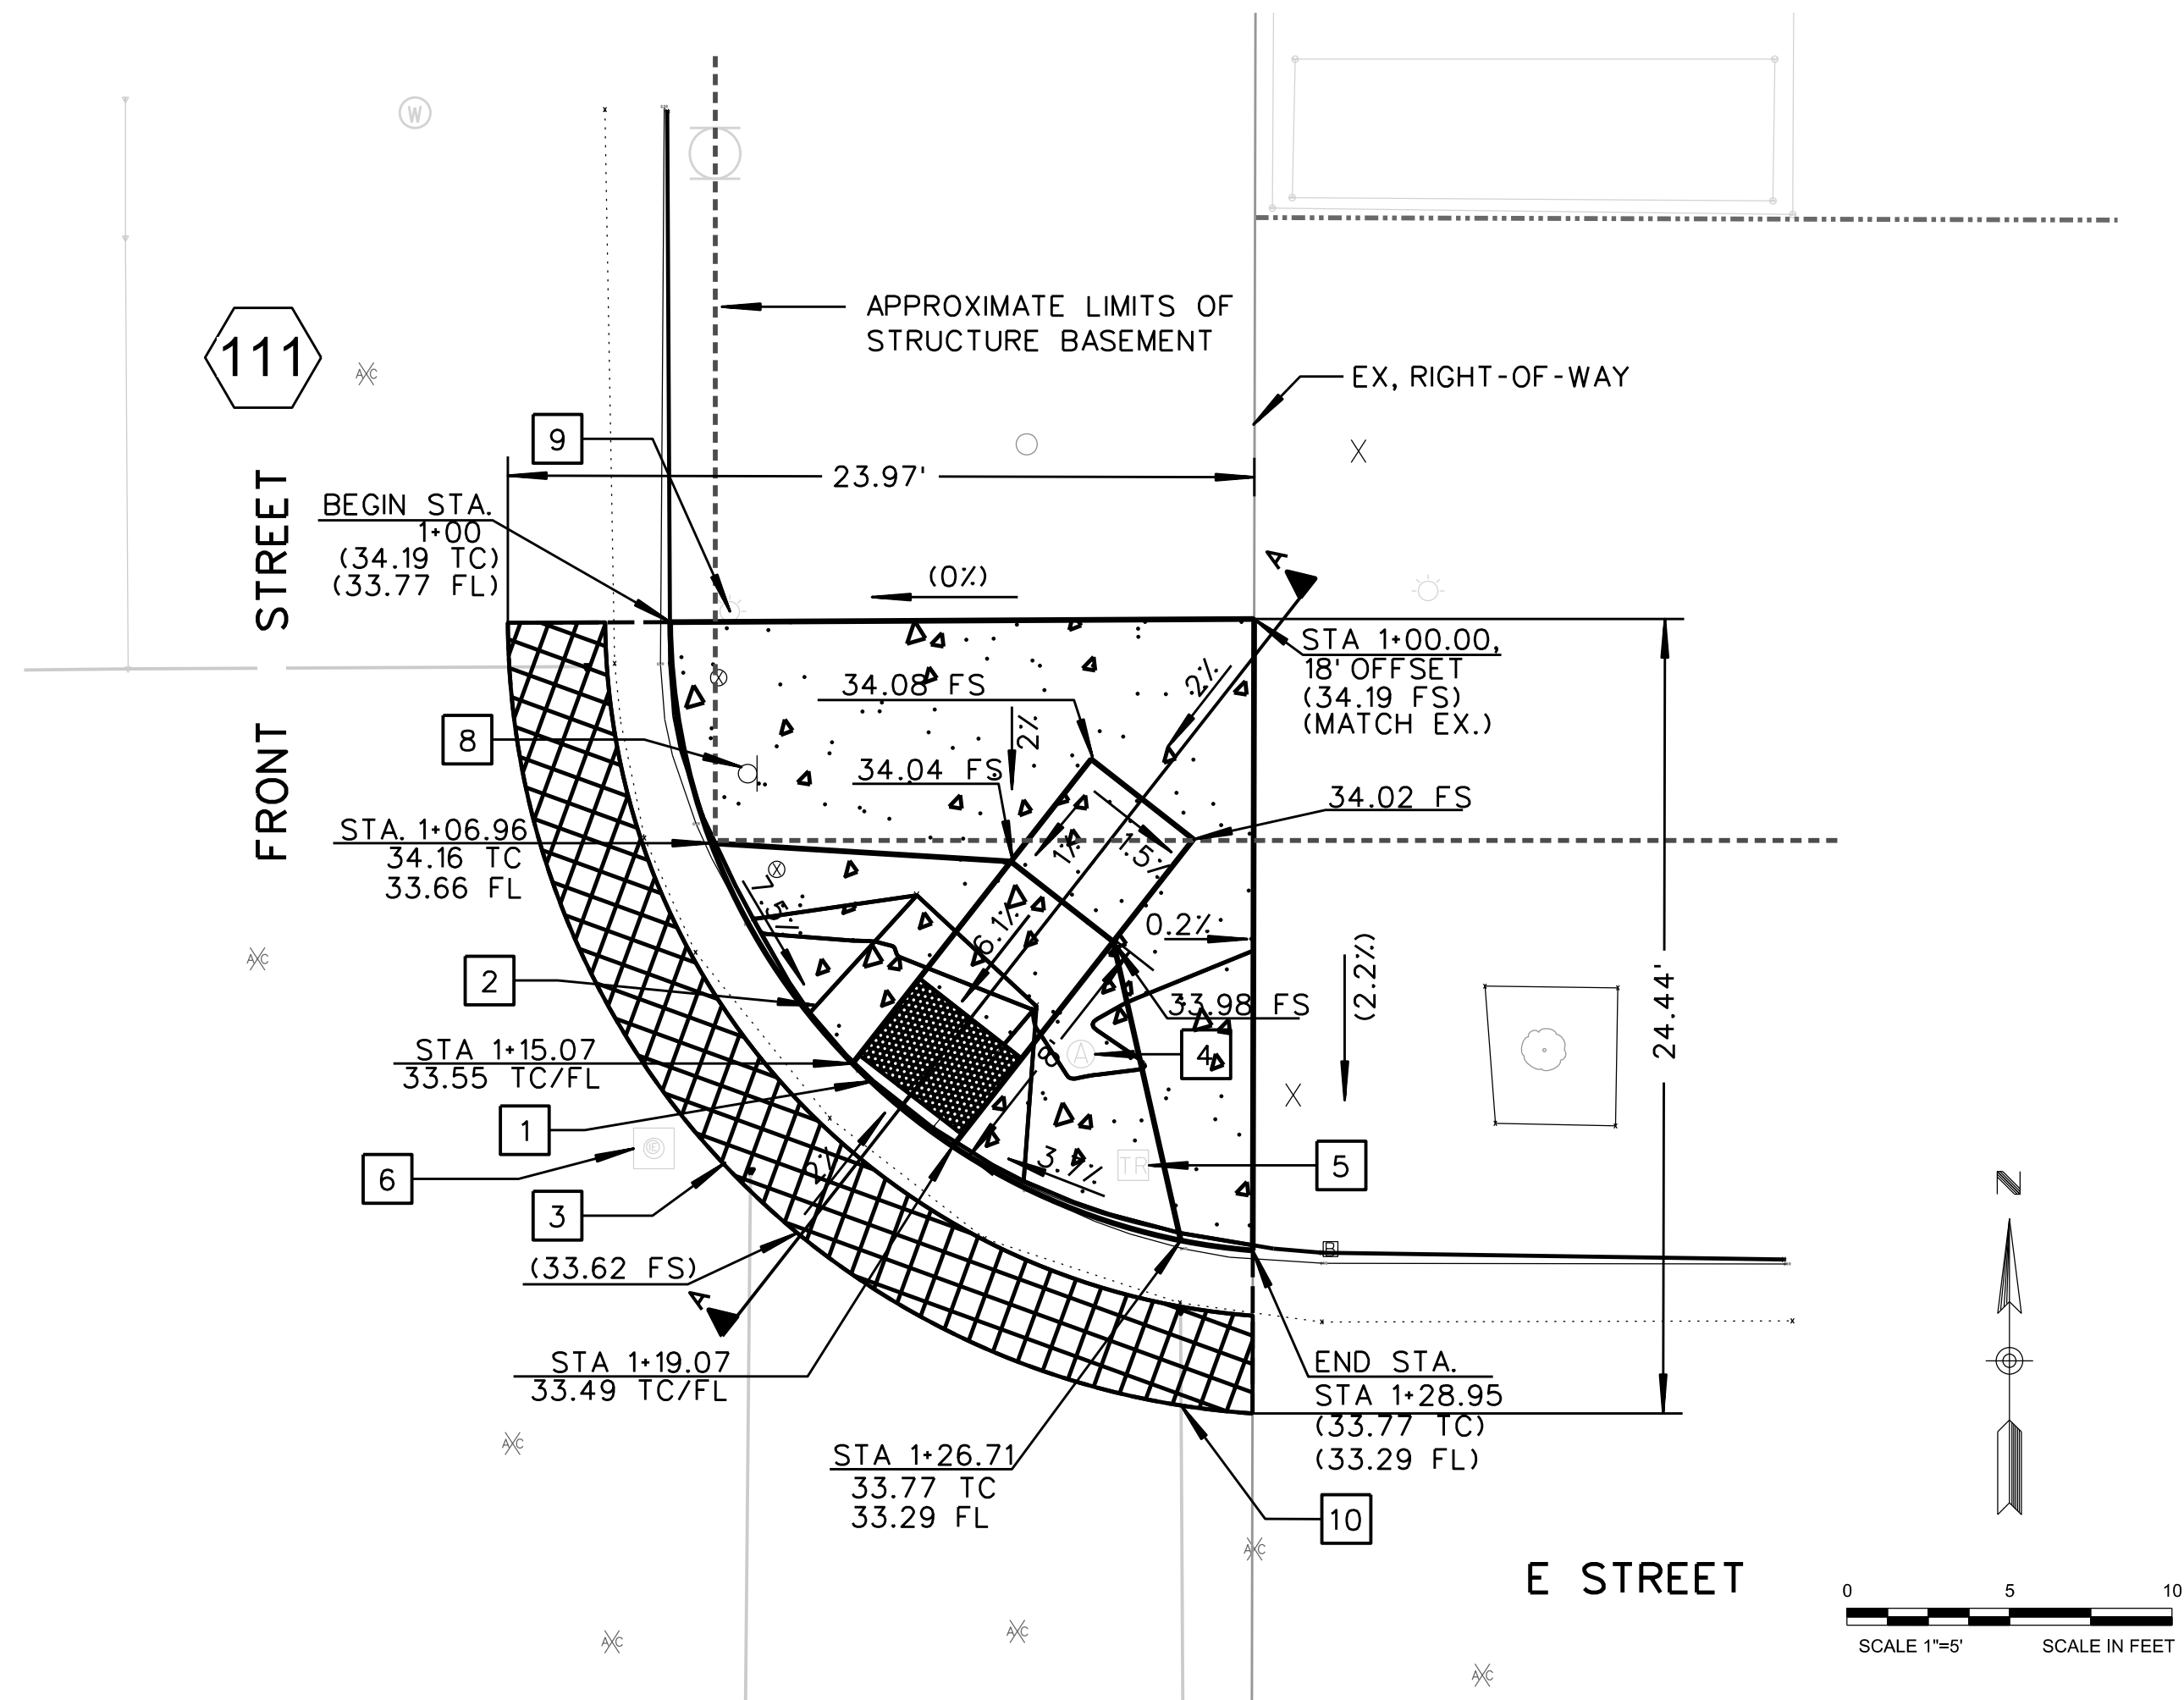 W
APPROXIMATE LIMITS OF
STRUCTURE BASEMENT
EX, RIGHT-OF-WAY
111
A/C
9
23.97'
BEGIN STA.
1+00
(34.19 TC)
(33.77 FL)
FRONT STREET
(0%)
A
STA 1+00.00,
18' OFFSET
(34.19 FS)
(MATCH EX.)
2%
34.08 FS
2%
8
34.04 FS
34.02 FS
STA. 1+06.96
34.16 TC
33.66 FL
1%
1.5%
7.5%
6.1%
0.2%
(2.2%)
A/C
2
33.98 FS
24.44'
STA 1+15.07
33.55 TC/FL
8'
A
4
1
6
E
3
TR
5
N
(33.62 FS)
A
B
STA 1+19.07
33.49 TC/FL
END STA.
STA 1+28.95
(33.77 TC)
(33.29 FL)
A/C
STA 1+26.71
33.77 TC
33.29 FL
10
A/C
E STREET
0 5 10
SCALE 1"=5' SCALE IN FEET
A/C
A/C
A/C